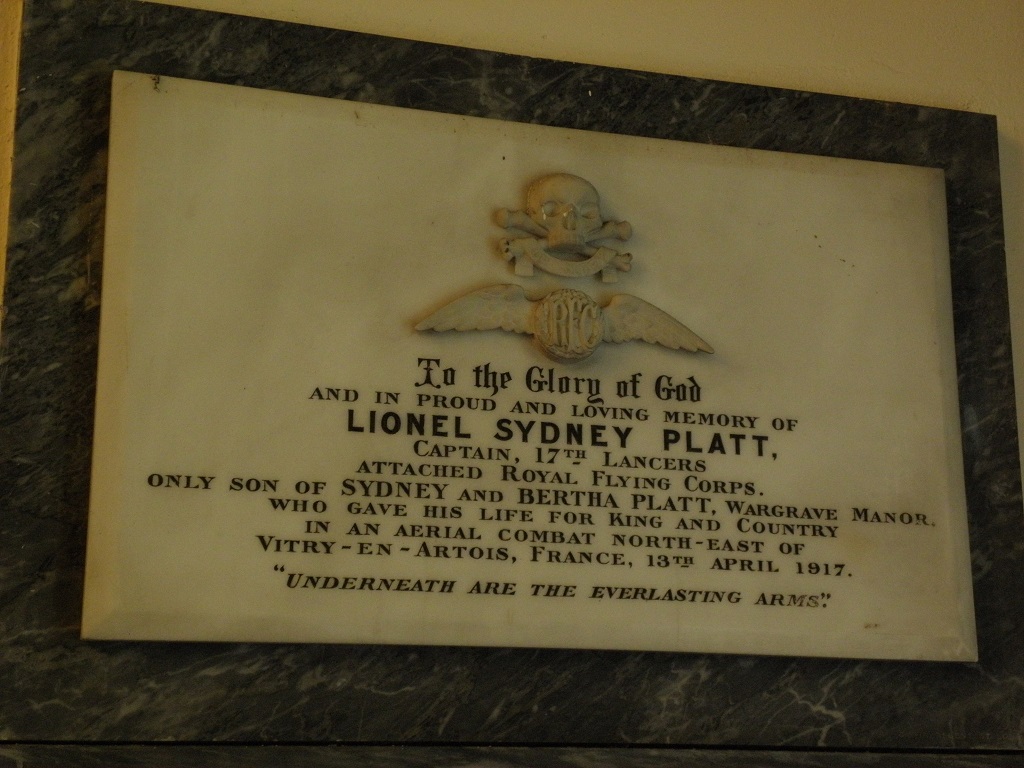 RFC
To the Glory of God
AND IN PROUD AND LOVING MEMORY OF
LIONEL SYDNEY PLATT,
CAPTAIN, 17TH LANCERS
ATTACHED ROYAL FLYING CORPS.
ONLY SON OF SYDNEY AND BERTHA PLATT, WARGRAVE MANOR.
WHO GAVE HIS LIFE FOR KING AND COUNTRY
IN AN AERIAL COMBAT NORTH-EAST OF
VITRY-EN-ARTOIS, FRANCE, 13TH APRIL 1917.
"UNDERNEATH ARE THE EVERLASTING ARMS".